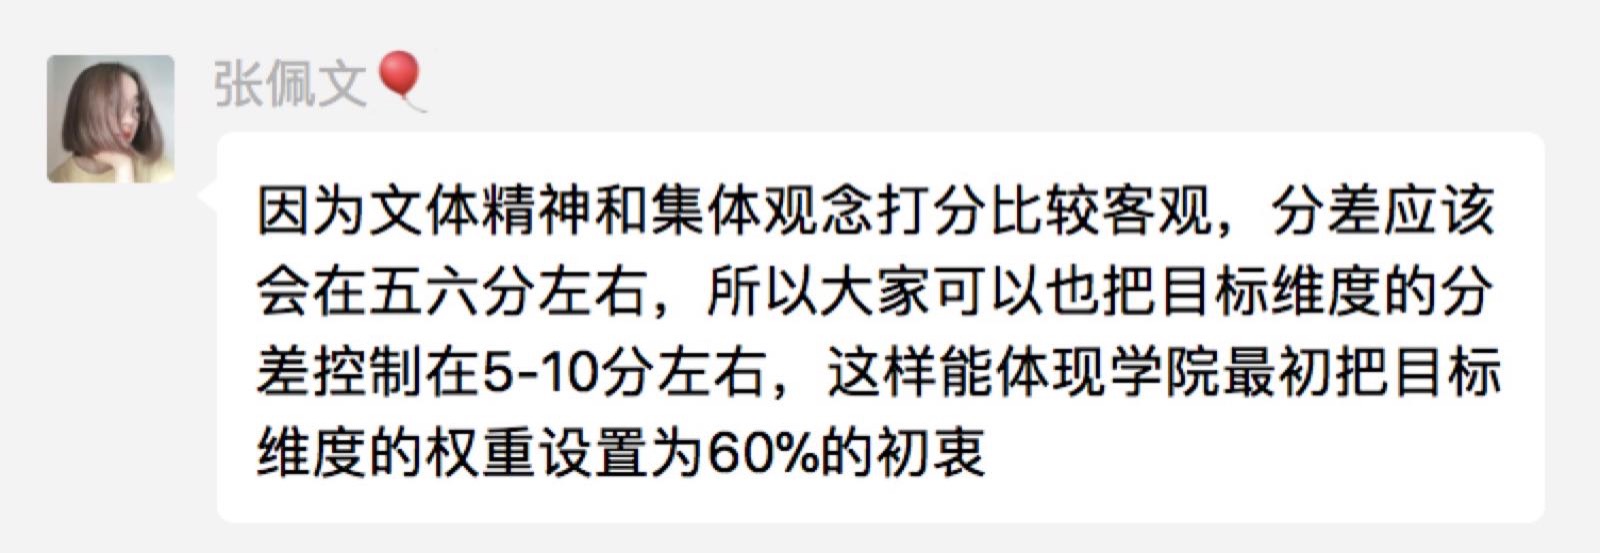 张佩文🎈
因为文体精神和集体观念打分比较客观，分差应该
会在五六分左右，所以大家可以也把目标维度的分
差控制在5-10分左右，这样能体现学院最初把目标
维度的权重设置为60%的初衷